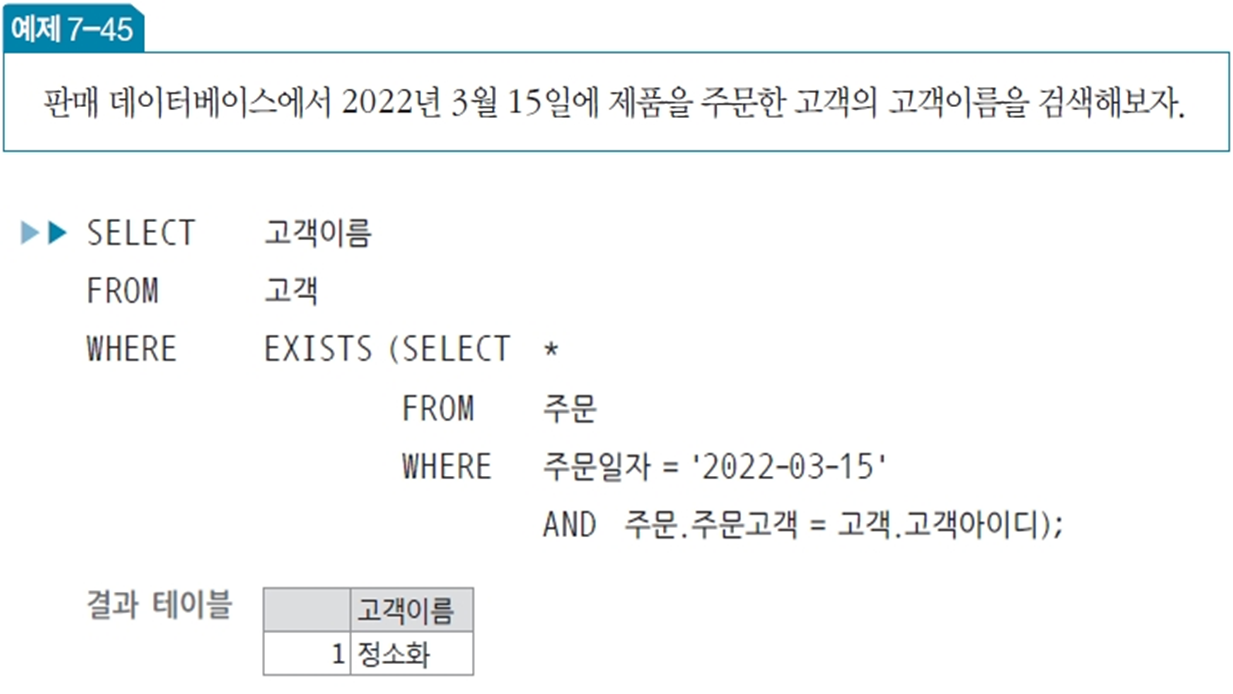 예제 7-45
판매 데이터베이스에서 2022년 3월 15일에 제품을 주문한 고객의 고객이름을 검색해보자.
SELECT 고객이름
FROM 고객
WHERE EXISTS (SELECT *
FROM 주문
WHERE 주문일자 = '2022-03-15'
AND 주문.주문고객 = 고객.고객아이디);
결과 테이블
고객이름
1 정소화